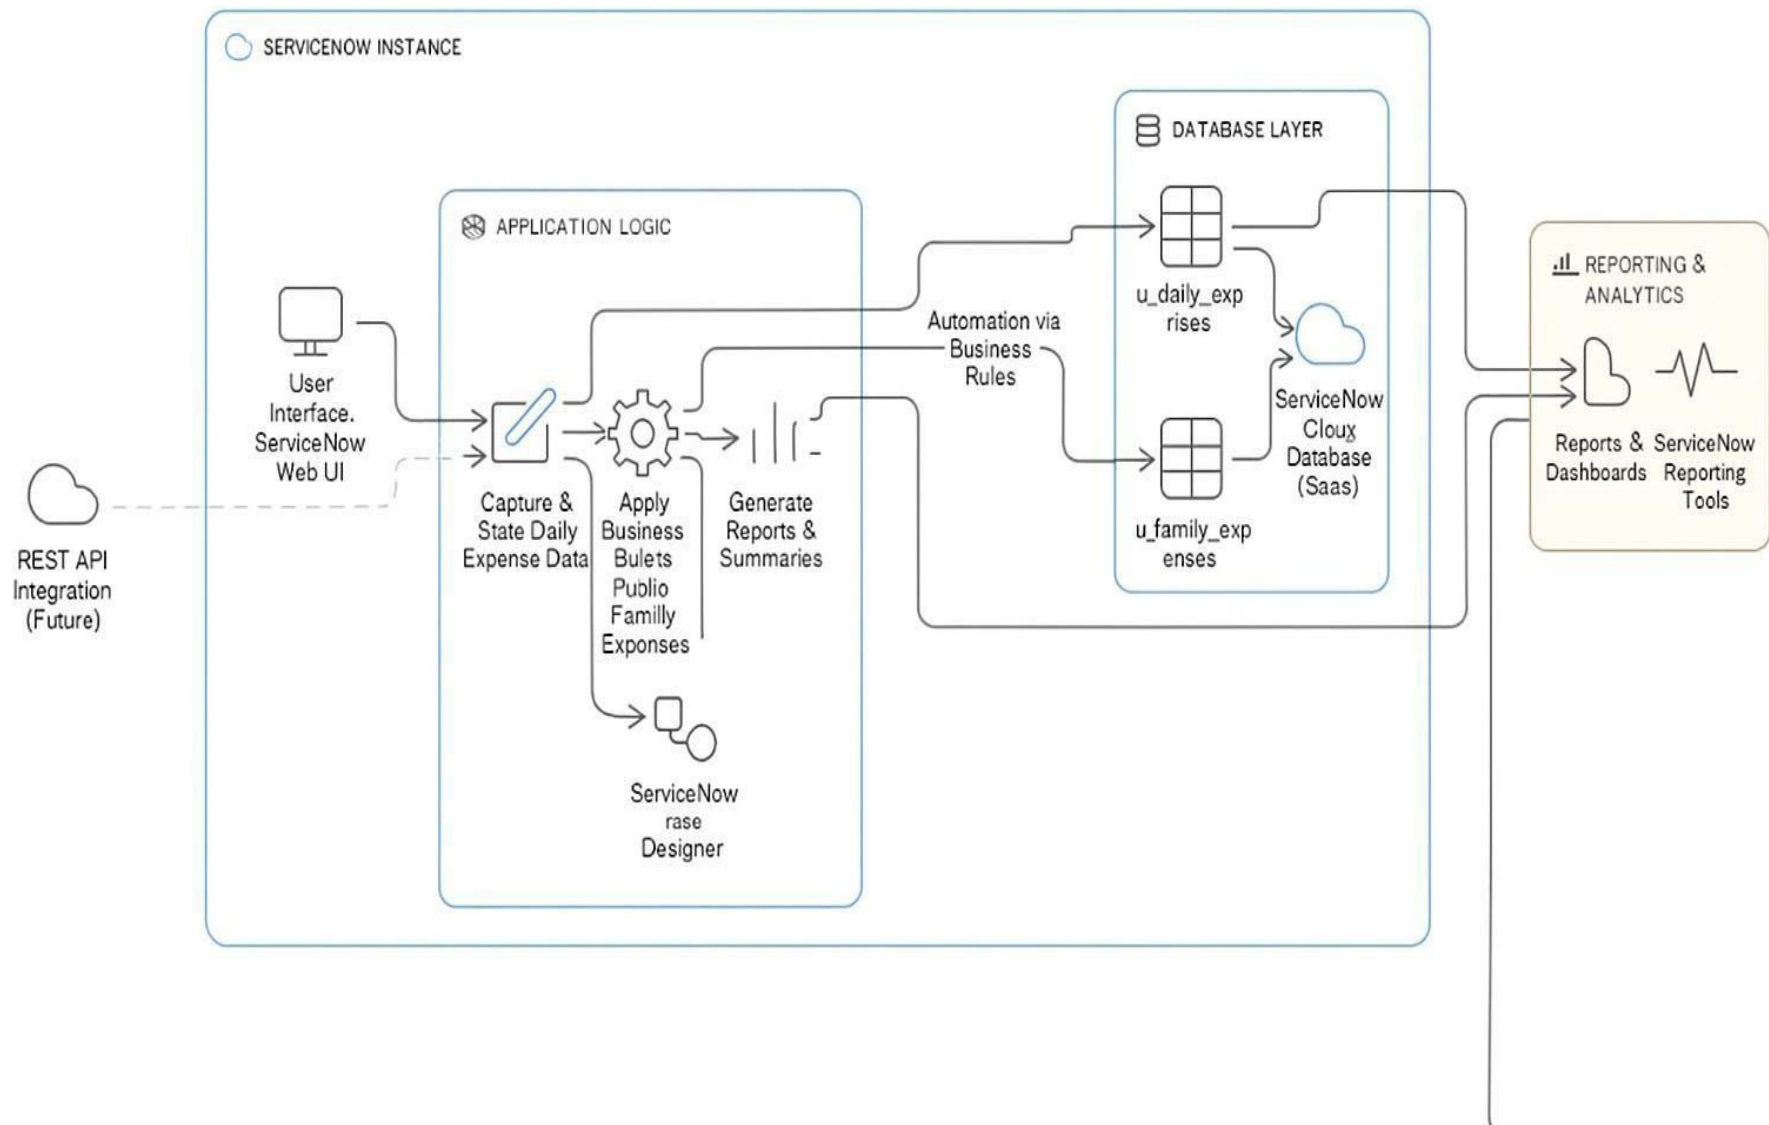 SERVICENOW INSTANCE
DATABASE LAYER
APPLICATION LOGIC
u_daily_exp
rises
REPORTING &
ANALYTICS
Automation via
Business
Rules
User
Interface.
ServiceNow
Web UI
ServiceNow
Cloux
Database
(Saas)
Reports &
Dashboards
ServiceNow
Reporting
Tools
REST API
Integration
(Future)
Capture &
State Daily
Expense Data
Apply
Business
Bulets
Publio
Familly
Exponses
Generate
Reports &
Summaries
u_family_exp
enses
ServiceNow
rase
Designer